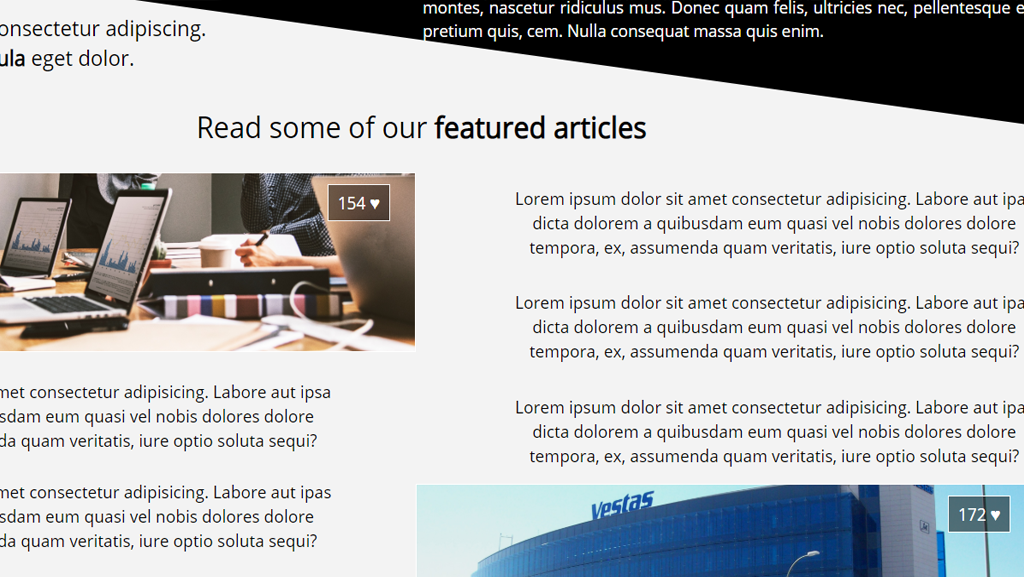 onsectetur adipiscing.
ula eget dolor.
montes, nascetur ridiculus mus. Donec quam felis, ultricies nec, pellentesque e
pretium quis, cem. Nulla consequat massa quis enim.
Read some of our featured articles
154 ♥
met consectetur adipisicing. Labore aut ipsa
sdam eum quasi vel nobis dolores dolore
da quam veritatis, iure optio soluta sequi?
met consectetur adipisicing. Labore aut ipas
sdam eum quasi vel nobis dolores dolore
da quam veritatis, iure optio soluta sequi?
Lorem ipsum dolor sit amet consectetur adipisicing. Labore aut ipa
dicta dolorem a quibusdam eum quasi vel nobis dolores dolore
tempora, ex, assumenda quam veritatis, iure optio soluta sequi?
Lorem ipsum dolor sit amet consectetur adipisicing. Labore aut ipa
dicta dolorem a quibusdam eum quasi vel nobis dolores dolore
tempora, ex, assumenda quam veritatis, iure optio soluta sequi?
Lorem ipsum dolor sit amet consectetur adipisicing. Labore aut ipa
dicta dolorem a quibusdam eum quasi vel nobis dolores dolore
tempora, ex, assumenda quam veritatis, iure optio soluta sequi?
Vestas
172 ♥